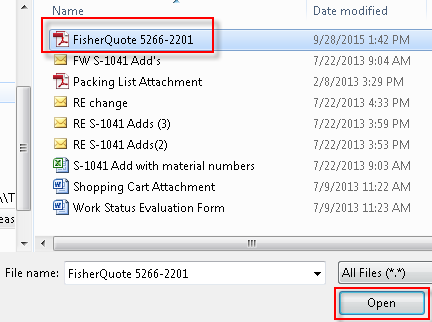 Name Date modified
FisherQuote 5266-2201 9/28/2015 1:42 PM
FW S-1041 Add's 7/22/2013 9:04 AM
Packing List Attachment 2/28/2013 3:22 PM
RE change 7/22/2013 4:33 PM
RE S-1041 Adds (3) 7/22/2013 3:59 PM
RE S-1041 Adds(2) 7/22/2013 3:53 PM
S-1041 Add with material numbers 7/22/2013 9:03 AM
Shopping Cart Attachment 7/9/2013 11:22 AM
Work Status Evaluation Form 7/9/2013 11:23 AM
\\T
eas
File name: FisherQuote 5266-2201 All Files (*.*)
Open